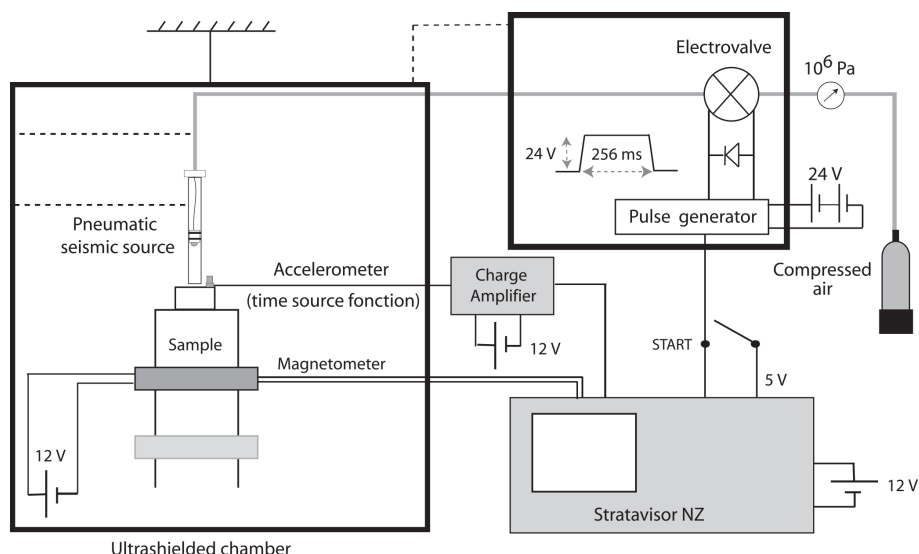 Electrovalve
10⁶ Pa
24 V
256 ms
24 V
Pulse generator
Pneumatic
seismic source
Compressed
air
Accelerometer
(time source fonction)
Charge
Amplifier
12 V
Sample
START
Magnetometer
5 V
12 V
12 V
Stratavisor NZ
Ultrashielded chamber